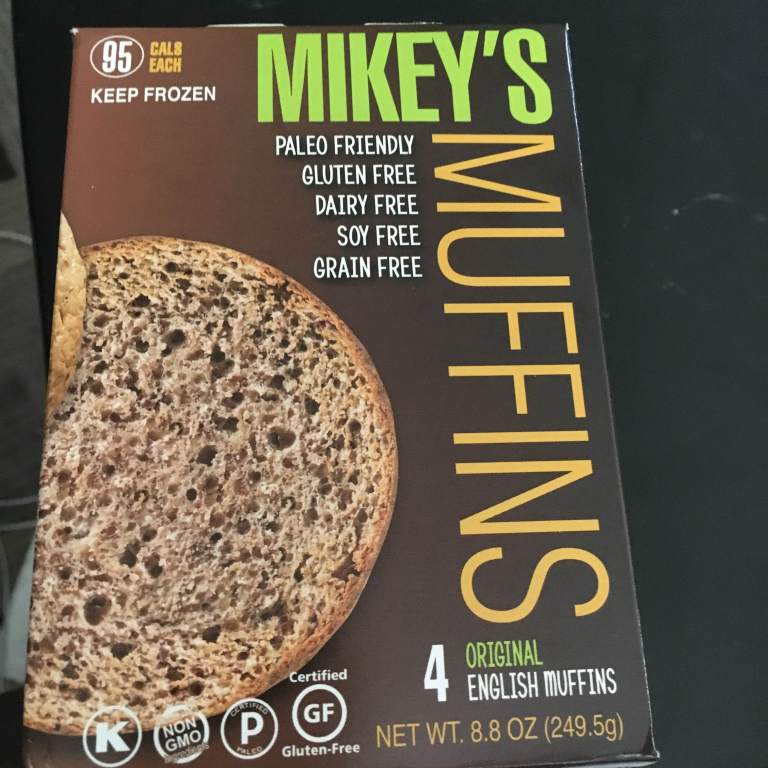 95 CALS
EACH
KEEP FROZEN
MIKEY'S
MUFFINS
PALEO FRIENDLY
GLUTEN FREE
DAIRY FREE
SOY FREE
GRAIN FREE
4 ORIGINAL
ENGLISH MUFFINS
NET WT. 8.8 OZ (249.5g)
K
NON
GMO
Ingredients
CERTIFIED
P
PALEO
Certified
GF
Gluten-Free